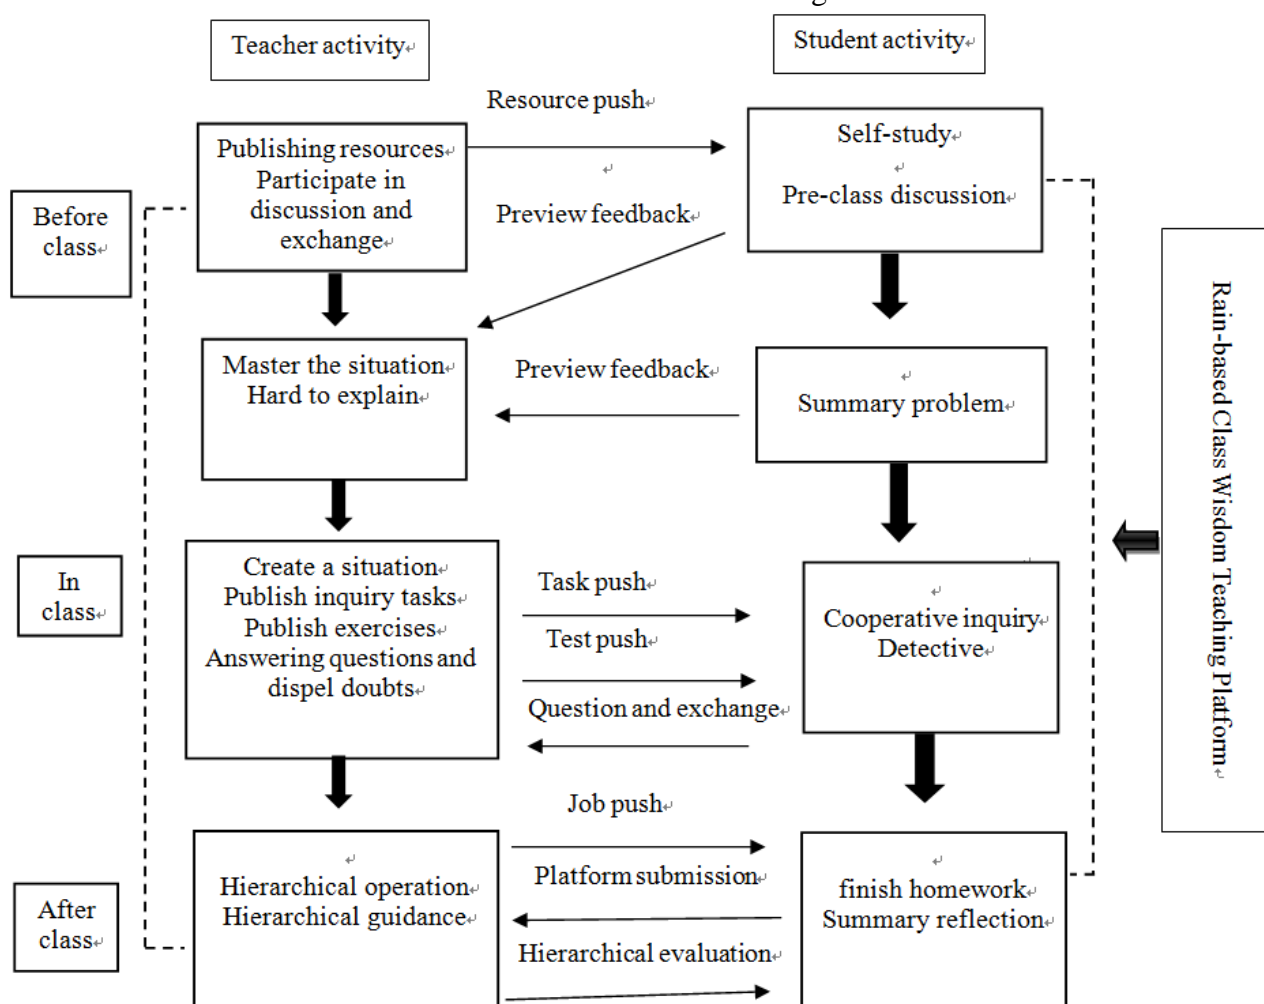 Teacher activity
Student activity
Resource push
Publishing resources
Participate in
discussion and
exchange
Self-study
Pre-class discussion
Before
class
Preview feedback
Master the situation
Hard to explain
Preview feedback
Summary problem
Rain-based Class Wisdom Teaching Platform
In
class
Create a situation
Publish inquiry tasks
Publish exercises
Answering questions and
dispel doubts
Task push
Test push
Question and exchange
Cooperative inquiry
Detective
Job push
After
class
Hierarchical operation
Hierarchical guidance
Platform submission
Hierarchical evaluation
finish homework
Summary reflection